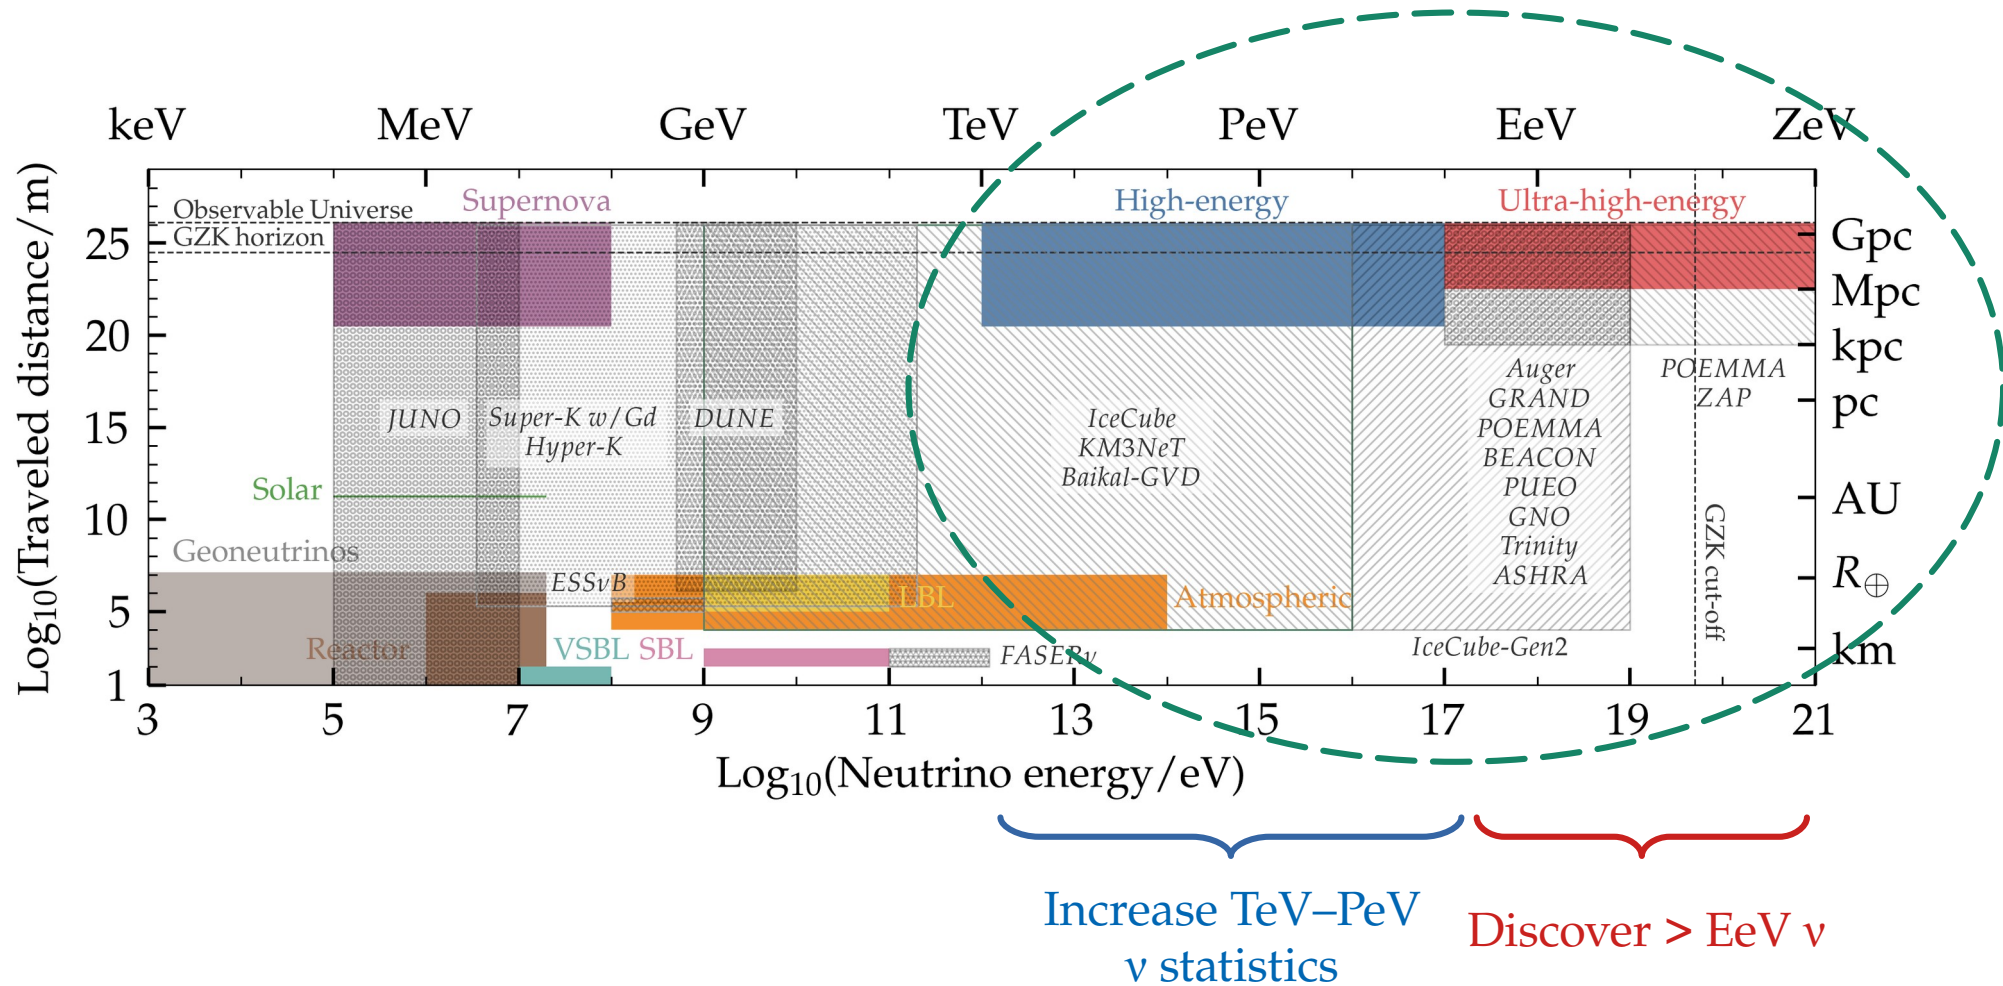 keV MeV GeV TeV PeV EeV ZeV
Log10(Traveled distance/m)
25
20
15
10
5
1
Observable Universe
GZK horizon
Supernova
High-energy
Ultra-high-energy
Gpc
Mpc
kpc
pc
AU
R⊕
km
JUNO
Super-K w/Gd
Hyper-K
DUNE
IceCube
KM3NeT
Baikal-GVD
Auger
GRAND
POEMMA
BEACON
PUEO
GNO
Trinity
ASHRA
POEMMA
ZAP
GZK cut-off
Solar
Geoneutrinos
ESSνB
LBL
Atmospheric
Reactor
VSBL
SBL
FASERν
IceCube-Gen2
3 5 7 9 11 13 15 17 19 21
Log10(Neutrino energy/eV)
Increase TeV–PeV
ν statistics
Discover > EeV ν